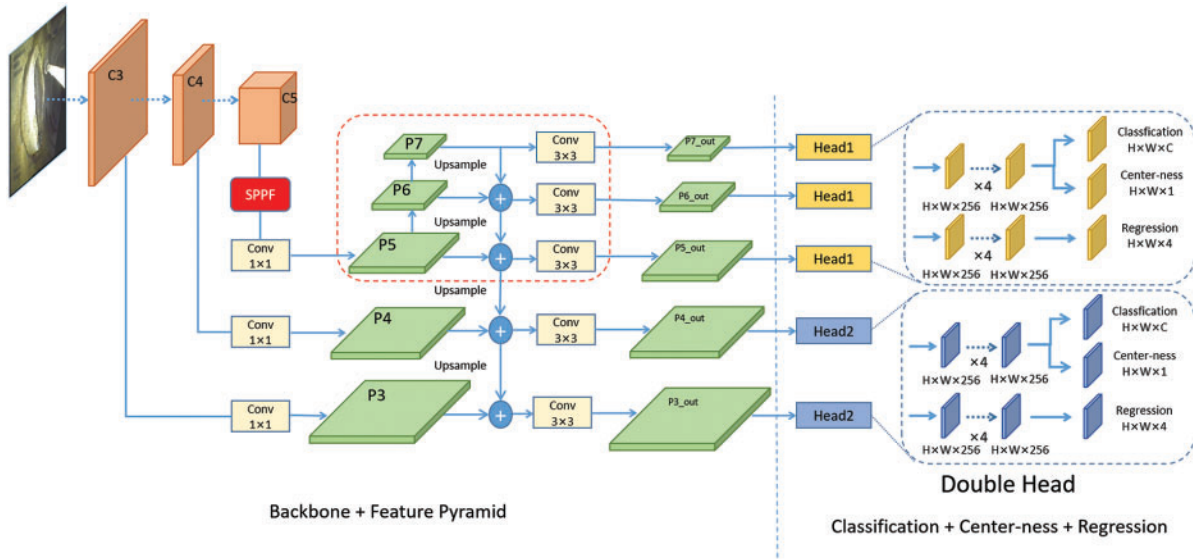 C3
C4
C5
SPPF
Conv
1×1
P7
Upsample
Conv
3×3
P7_out
Head1
P6
Conv
3×3
P6_out
Head1
Upsample
P5
Conv
3×3
P5_out
Head1
Upsample
Conv
1×1
P4
Conv
3×3
P4_out
Head2
Upsample
Conv
1×1
P3
Conv
3×3
P3_out
Head2
Classfication
H×W×C
×4
Center-ness
H×W×1
H×W×256 H×W×256
Regression
H×W×4
×4
H×W×256 H×W×256
Classfication
H×W×C
×4
Center-ness
H×W×1
H×W×256 H×W×256
Regression
H×W×4
×4
H×W×256 H×W×256
Double Head
Backbone + Feature Pyramid
Classification + Center-ness + Regression